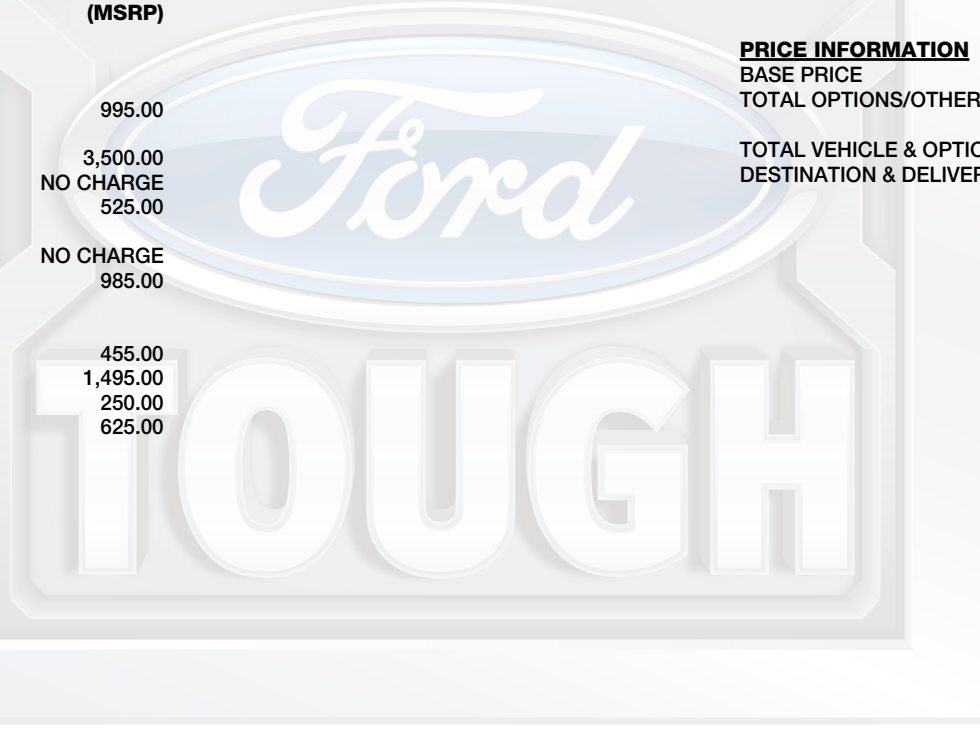 (MSRP)
995.00
3,500.00
NO CHARGE
525.00
NO CHARGE
985.00
455.00
1,495.00
250.00
625.00
PRICE INFORMATION
BASE PRICE
TOTAL OPTIONS/OTHER
TOTAL VEHICLE & OPTIO
DESTINATION & DELIVER
Ford
TOUGH